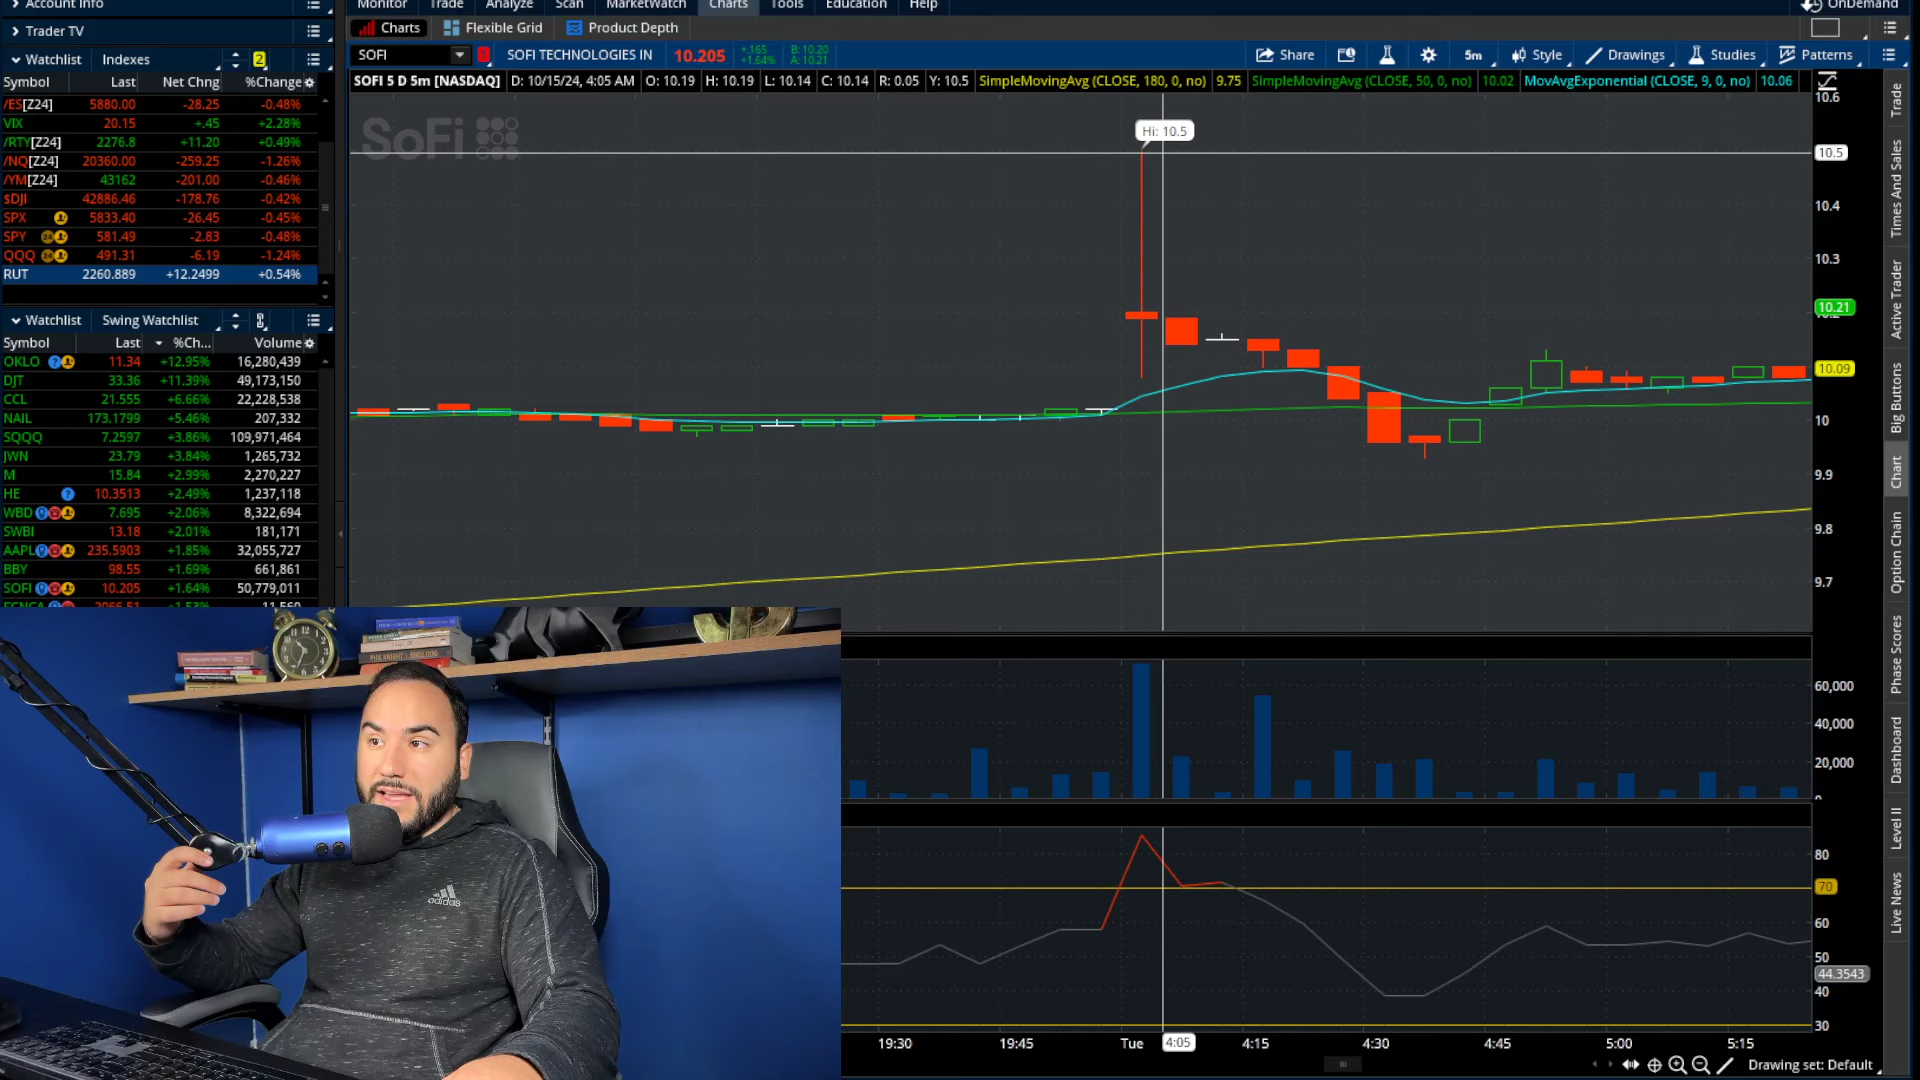 Account Info
Monitor Trade Analyze Scan MarketWatch Charts Tools Education Help OnDemand
Trader TV
Charts Flexible Grid Product Depth
Watchlist Indexes 2
SOFI SOFI TECHNOLOGIES IN 10.205 +.165 +1.64% B: 10.20 A: 10.21 Share 5m Style Drawings Studies Patterns
Symbol Last Net Chng %Change
SOFI 5 D 5m [NASDAQ] D: 10/15/24, 4:05 AM O: 10.19 H: 10.19 L: 10.14 C: 10.14 R: 0.05 Y: 10.5 SimpleMovingAvg (CLOSE, 180, 0, no) 9.75 SimpleMovingAvg (CLOSE, 50, 0, no) 10.02 MovAvgExponential (CLOSE, 9, 0, no) 10.06
/ES[Z24] 5880.00 -28.25 -0.48%
VIX 20.15 +.45 +2.28%
/RTY[Z24] 2276.8 +11.20 +0.49%
/NQ[Z24] 20360.00 -259.25 -1.26%
/YM[Z24] 43162 -201.00 -0.46%
$DJI 42886.46 -178.76 -0.42%
SPX 5833.40 -26.45 -0.45%
SPY 581.49 -2.83 -0.48%
QQQ 491.31 -6.19 -1.24%
RUT 2260.889 +12.2499 +0.54%
Watchlist Swing Watchlist
Symbol Last %Ch... Volume
OKLO 11.34 +12.95% 16,280,439
DJT 33.36 +11.39% 49,173,150
CCL 21.555 +6.66% 22,228,538
NAIL 173.1799 +5.46% 207,332
SQQQ 7.2597 +3.86% 109,971,464
JWN 23.79 +3.84% 1,265,732
M 15.84 +2.99% 2,270,227
HE 10.3513 +2.49% 1,237,118
WBD 7.695 +2.06% 8,322,694
SWBI 13.18 +2.01% 181,171
AAPL 235.5903 +1.85% 32,055,727
BBY 98.55 +1.69% 661,861
SOFI 10.205 +1.64% 50,779,011
SoFi
Hi: 10.5
10.6
10.5
10.4
10.3
10.21
10.09
10
9.9
9.8
9.7
60,000
40,000
20,000
0
80
70
60
50
44.3543
40
30
19:30 19:45 Tue 4:05 4:15 4:30 4:45 5:00 5:15
Drawing set: Default
Trade
Times And Sales
Active Trader
Big Buttons
Chart
Option Chain
Phase Scores
Dashboard
Level II
Live News
adidas